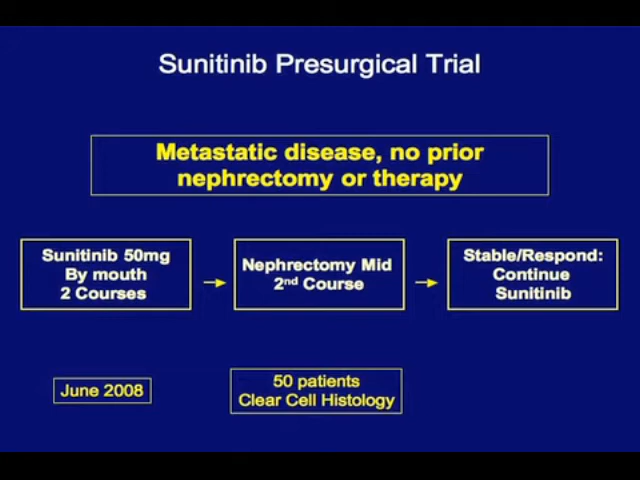 Sunitinib Presurgical Trial
Metastatic disease, no prior
nephrectomy or therapy
Sunitinib 50mg
By mouth
2 Courses
Nephrectomy Mid
2nd Course
Stable/Respond:
Continue
Sunitinib
June 2008
50 patients
Clear Cell Histology